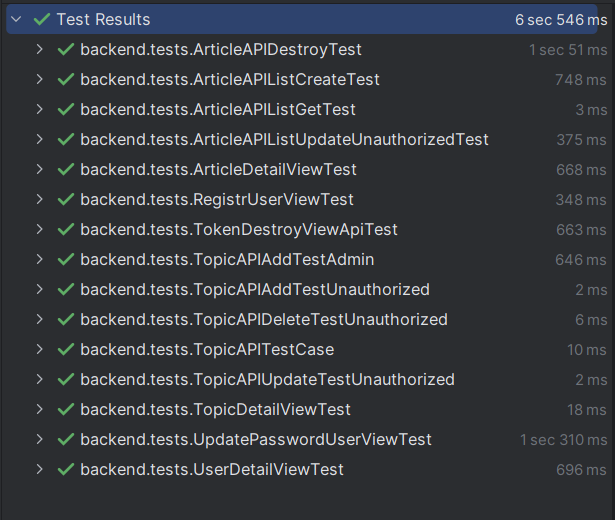 Test Results 6 sec 546 ms
backend.tests.ArticleAPIDestroyTest 1 sec 51 ms
backend.tests.ArticleAPIListCreateTest 748 ms
backend.tests.ArticleAPIListGetTest 3 ms
backend.tests.ArticleAPIListUpdateUnauthorizedTest 375 ms
backend.tests.ArticleDetailViewTest 668 ms
backend.tests.RegistrUserViewTest 348 ms
backend.tests.TokenDestroyViewApiTest 663 ms
backend.tests.TopicAPIAddTestAdmin 646 ms
backend.tests.TopicAPIAddTestUnauthorized 2 ms
backend.tests.TopicAPIDeleteTestUnauthorized 6 ms
backend.tests.TopicAPITestCase 10 ms
backend.tests.TopicAPIUpdateTestUnauthorized 2 ms
backend.tests.TopicDetailViewTest 18 ms
backend.tests.UpdatePasswordUserViewTest 1 sec 310 ms
backend.tests.UserDetailViewTest 696 ms